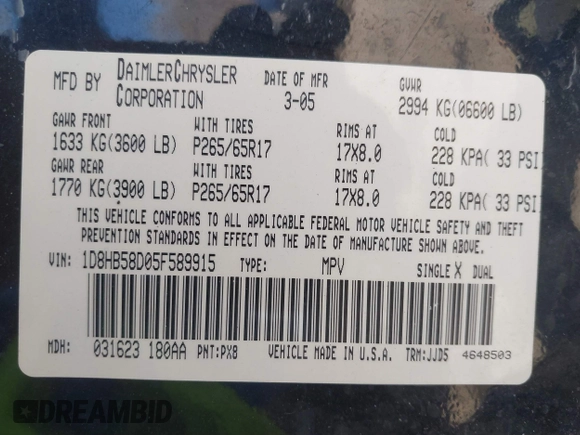 MFD BY DAIMLERCHRYSLER CORPORATION DATE OF MFR 3-05 GVWR 2994 KG(06600 LB)
GAWR FRONT WITH TIRES RIMS AT COLD
1633 KG(3600 LB) P265/65R17 17X8.0 228 KPA( 33 PSI
GAWR REAR WITH TIRES RIMS AT COLD
1770 KG(3900 LB) P265/65R17 17X8.0 228 KPA( 33 PSI
THIS VEHICLE CONFORMS TO ALL APPLICABLE FEDERAL MOTOR VEHICLE SAFETY AND THEFT
PREVENTION STANDARDS IN EFFECT ON THE DATE OF MANUFACTURE SHOWN ABOVE.
VIN: 1D8HB58D05F589915 TYPE: MPV SINGLE X DUAL
MDH: 031623 180AA PNT:PX8 VEHICLE MADE IN U.S.A. TRM:JJD5 4648503
DREAMBID